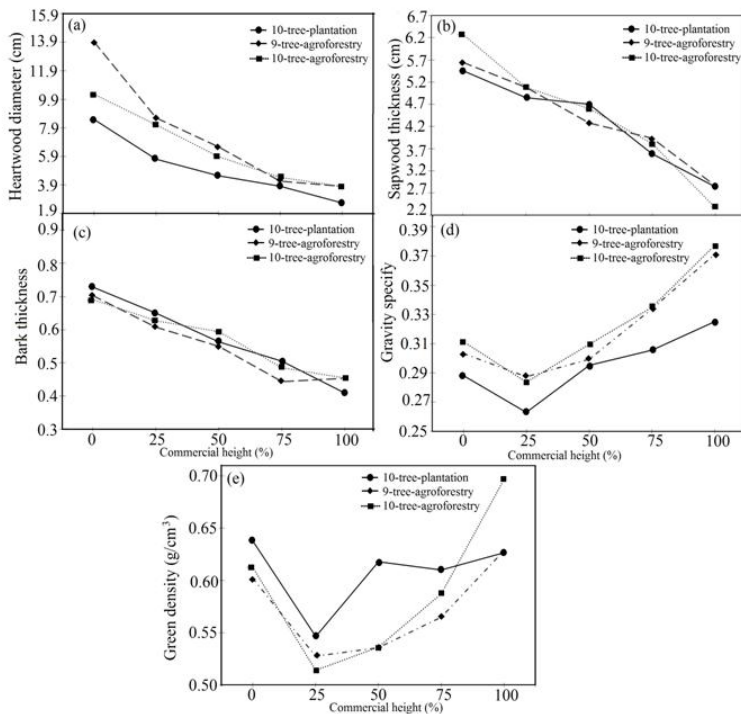 (a)
10-tree-plantation
9-tree-agroforestry
10-tree-agroforestry
Heartwood diameter (cm)
15.9
13.9
11.9
9.9
7.9
5.9
3.9
1.9
(b)
10-tree-plantation
9-tree-agroforestry
10-tree-agroforestry
Sapwood thickness (cm)
6.7
6.2
5.7
5.2
4.7
4.2
3.7
3.2
2.7
2.2
(c)
10-tree-plantation
9-tree-agroforestry
10-tree-agroforestry
Bark thickness
0.9
0.8
0.7
0.6
0.5
0.4
0.3
0 25 50 75 100
Commercial height (%)
(d)
10-tree-plantation
9-tree-agroforestry
10-tree-agroforestry
Gravity specify
0.39
0.37
0.35
0.33
0.31
0.29
0.27
0.25
0 25 50 75 100
Commercial height (%)
(e)
10-tree-plantation
9-tree-agroforestry
10-tree-agroforestry
Green density (g/cm³)
0.70
0.65
0.60
0.55
0.50
0 25 50 75 100
Commercial height (%)